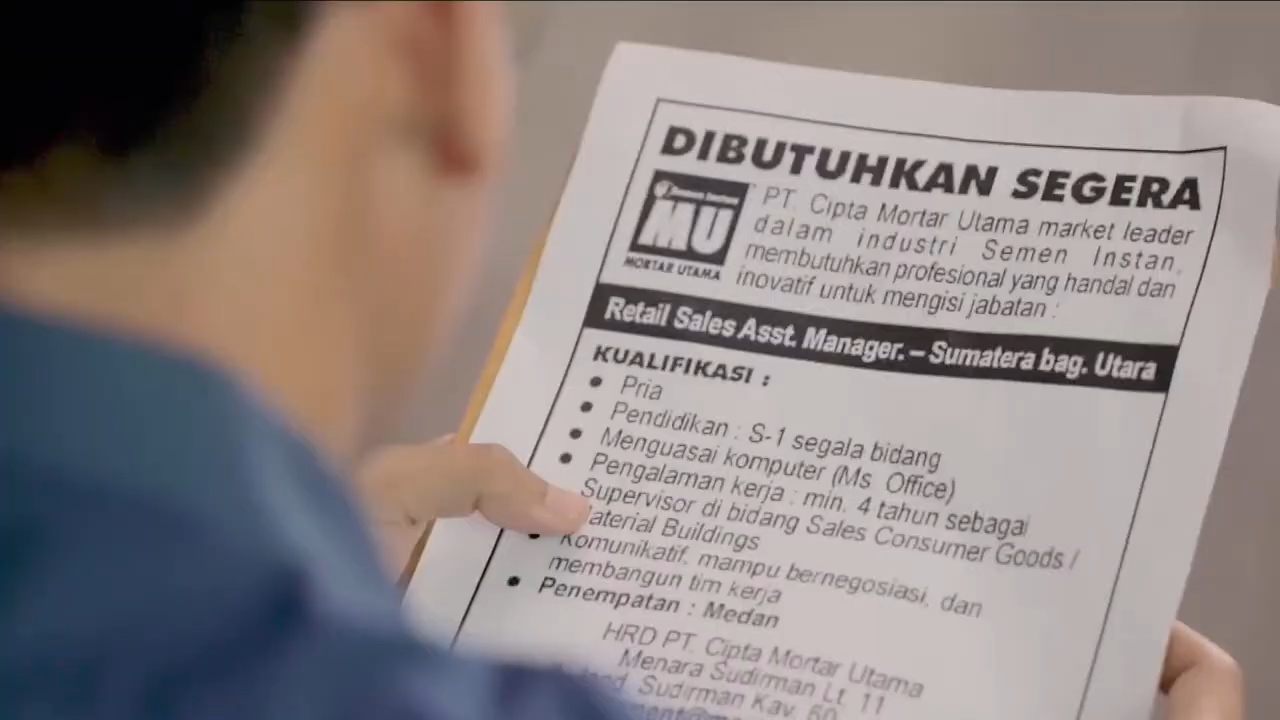 DIBUTUHKAN SEGERA
MU
MORTAR UTAMA
PT. Cipta Mortar Utama market leader
dalam industri Semen Instan,
membutuhkan profesional yang handal dan
inovatif untuk mengisi jabatan :
Retail Sales Asst. Manager. – Sumatera bag. Utara
KUALIFIKASI :
• Pria
• Pendidikan : S-1 segala bidang
• Menguasai komputer (Ms. Office)
• Pengalaman kerja : min. 4 tahun sebagai
Supervisor di bidang Sales Consumer Goods /
Material Buildings
• Komunikatif, mampu bernegosiasi, dan
membangun tim kerja
• Penempatan : Medan
HRD PT. Cipta Mortar Utama
Menara Sudirman Lt. 11
Sudirman Kav. 60